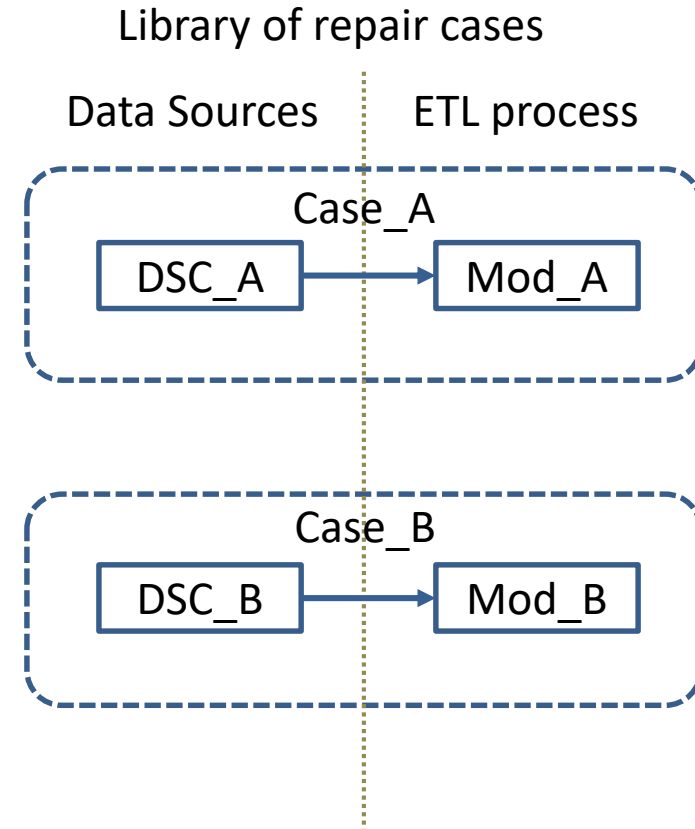 Library of repair cases
Data Sources
ETL process
Case_A
DSC_A
Mod_A
Case_B
DSC_B
Mod_B